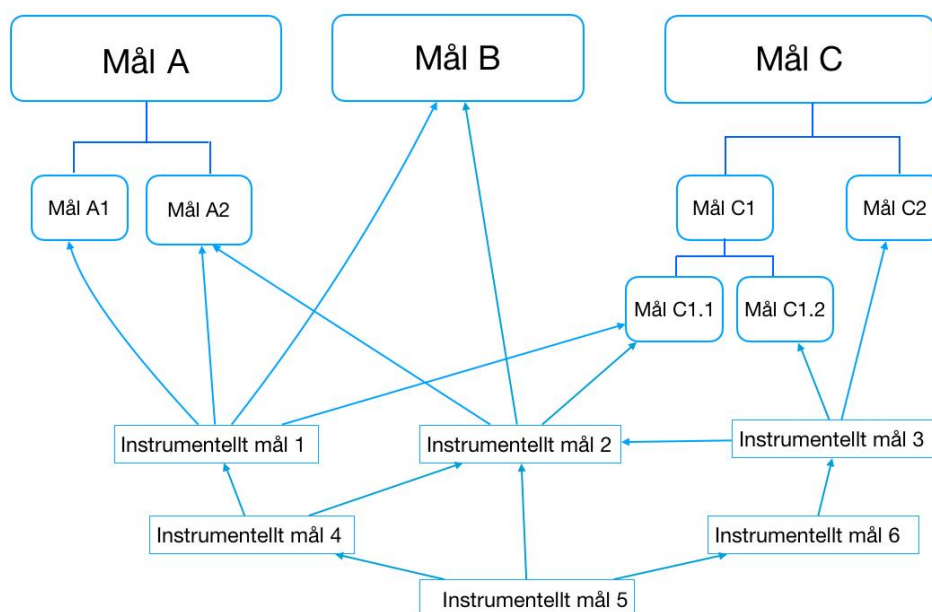 Mål A
Mål B
Mål C
Mål A1
Mål A2
Mål C1
Mål C2
Mål C1.1
Mål C1.2
Instrumentellt mål 1
Instrumentellt mål 2
Instrumentellt mål 3
Instrumentellt mål 4
Instrumentellt mål 6
Instrumentellt mål 5